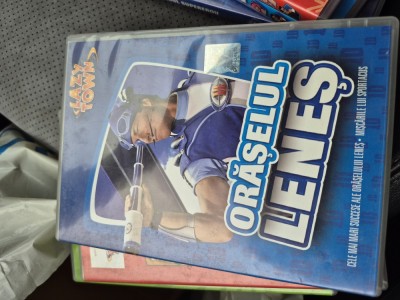 LAZY
TOWN
ORĂȘELUL
LENEȘ
CELE MAI MARI SUCCESE ALE ORĂȘELULUI LENEȘ • MIȘCĂRILE LUI SPORTACUS